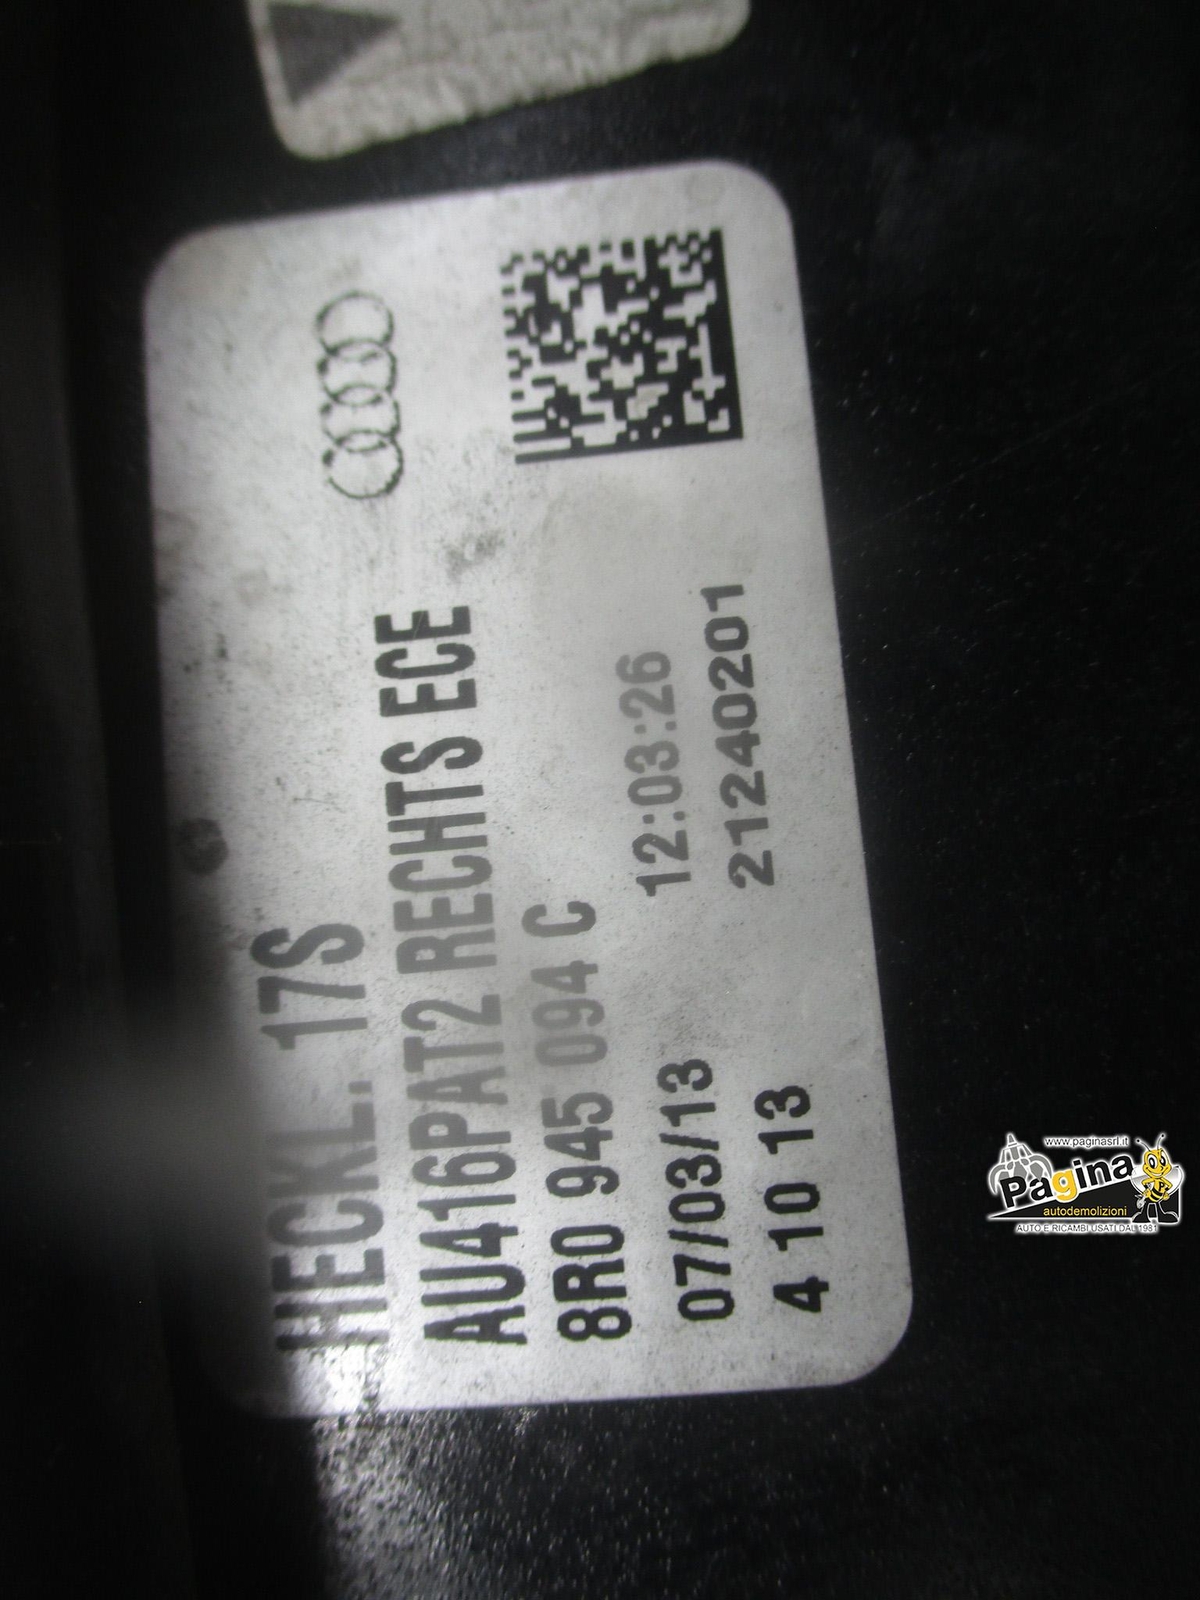 HECKL. 17S
AU416PAT2 RECHTS ECE
8R0 945 094 C
07/03/13 12:03:26
4 10 13 21240201
www.paginasrl.it
Pagina
autodemolizioni
AUTO E RICAMBI USATI DAL 1981